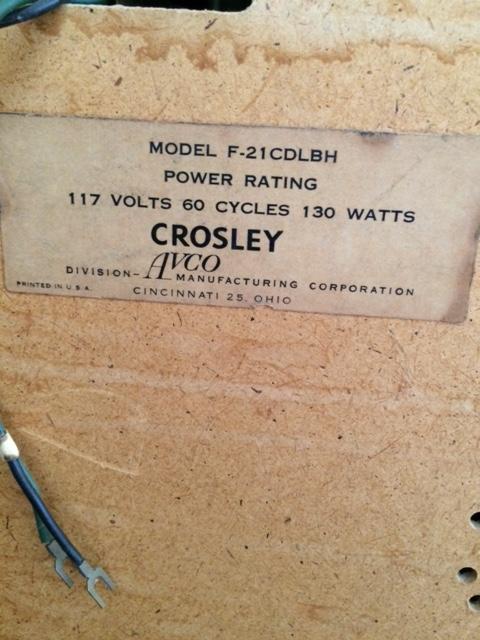 MODEL F-21CDLBH
POWER RATING
117 VOLTS 60 CYCLES 130 WATTS
CROSLEY
DIVISION- AVCO MANUFACTURING CORPORATION
PRINTED IN U.S.A. CINCINNATI 25, OHIO